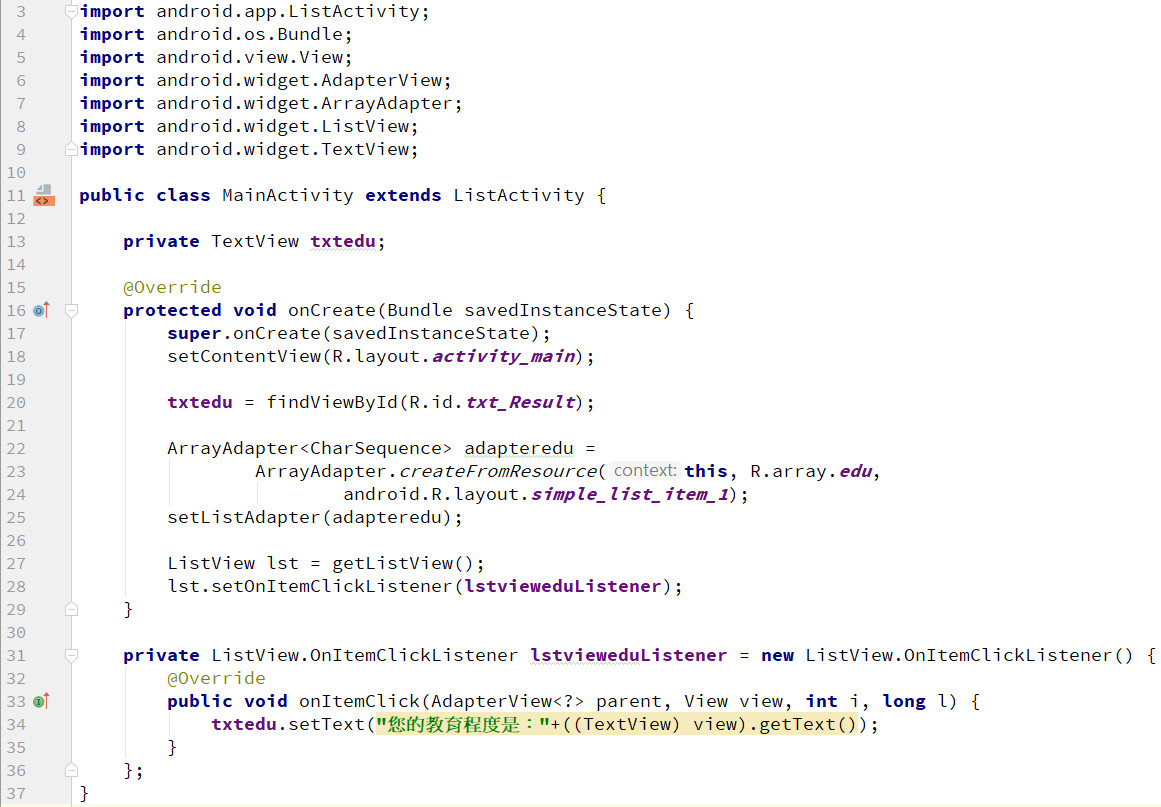 3 import android.app.ListActivity;
4 import android.os.Bundle;
5 import android.view.View;
6 import android.widget.AdapterView;
7 import android.widget.ArrayAdapter;
8 import android.widget.ListView;
9 import android.widget.TextView;
10
11 public class MainActivity extends ListActivity {
12
13     private TextView txtedu;
14
15     @Override
16     protected void onCreate(Bundle savedInstanceState) {
17         super.onCreate(savedInstanceState);
18         setContentView(R.layout.activity_main);
19
20         txtedu = findViewById(R.id.txt_Result);
21
22         ArrayAdapter<CharSequence> adapteredu =
23                 ArrayAdapter.createFromResource( context: this, R.array.edu,
24                         android.R.layout.simple_list_item_1);
25         setListAdapter(adapteredu);
26
27         ListView lst = getListView();
28         lst.setOnItemClickListener(lstvieweduListener);
29     }
30
31     private ListView.OnItemClickListener lstvieweduListener = new ListView.OnItemClickListener() {
32         @Override
33         public void onItemClick(AdapterView<?> parent, View view, int i, long l) {
34             txtedu.setText("您的教育程度是："+((TextView) view).getText());
35         }
36     };
37 }